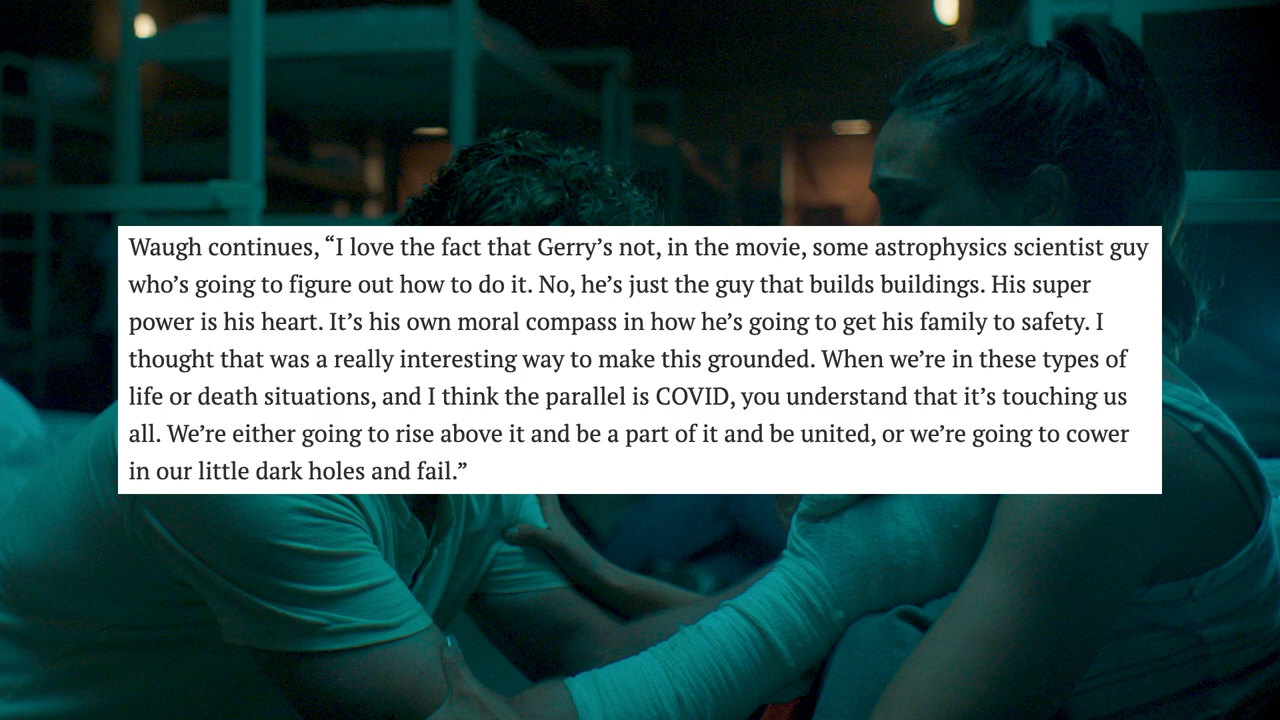 Waugh continues, “I love the fact that Gerry’s not, in the movie, some astrophysics scientist guy
who’s going to figure out how to do it. No, he’s just the guy that builds buildings. His super
power is his heart. It’s his own moral compass in how he’s going to get his family to safety. I
thought that was a really interesting way to make this grounded. When we’re in these types of
life or death situations, and I think the parallel is COVID, you understand that it’s touching us
all. We’re either going to rise above it and be a part of it and be united, or we’re going to cower
in our little dark holes and fail.”